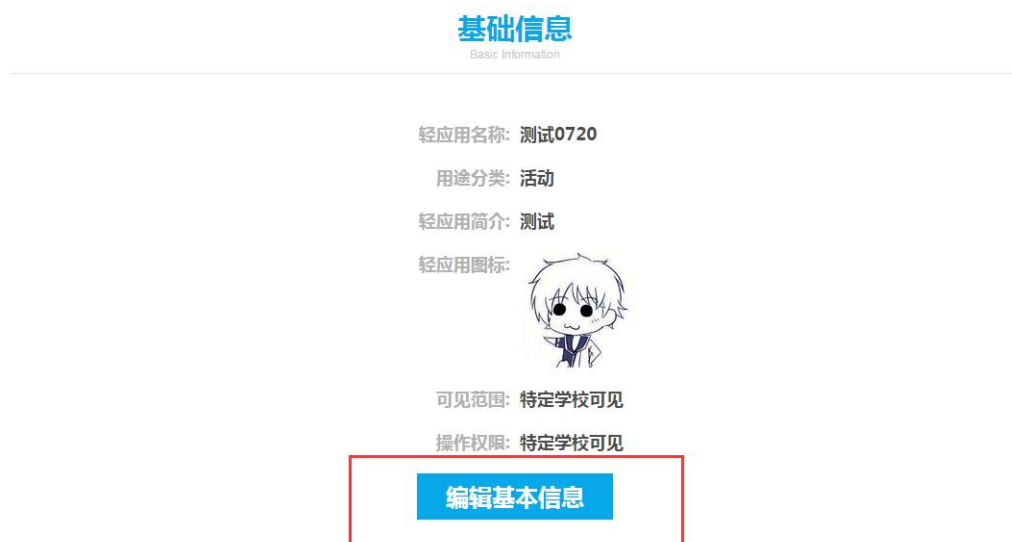 基础信息
Basic Information
轻应用名称: 测试0720
用途分类: 活动
轻应用简介: 测试
轻应用图标:
可见范围: 特定学校可见
操作权限: 特定学校可见
编辑基本信息